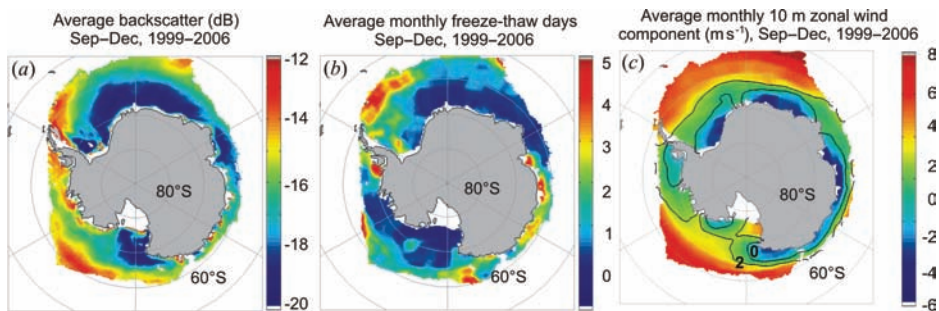 Average backscatter (dB)
Sep–Dec, 1999–2006
Average monthly freeze-thaw days
Sep–Dec, 1999–2006
Average monthly 10 m zonal wind
component (m s⁻¹), Sep–Dec, 1999–2006
(a)
80°S
60°S
-12
-14
-16
-18
-20
(b)
80°S
60°S
5
4
3
2
1
0
(c)
80°S
0
2
60°S
8
6
4
2
0
-2
-4
-6